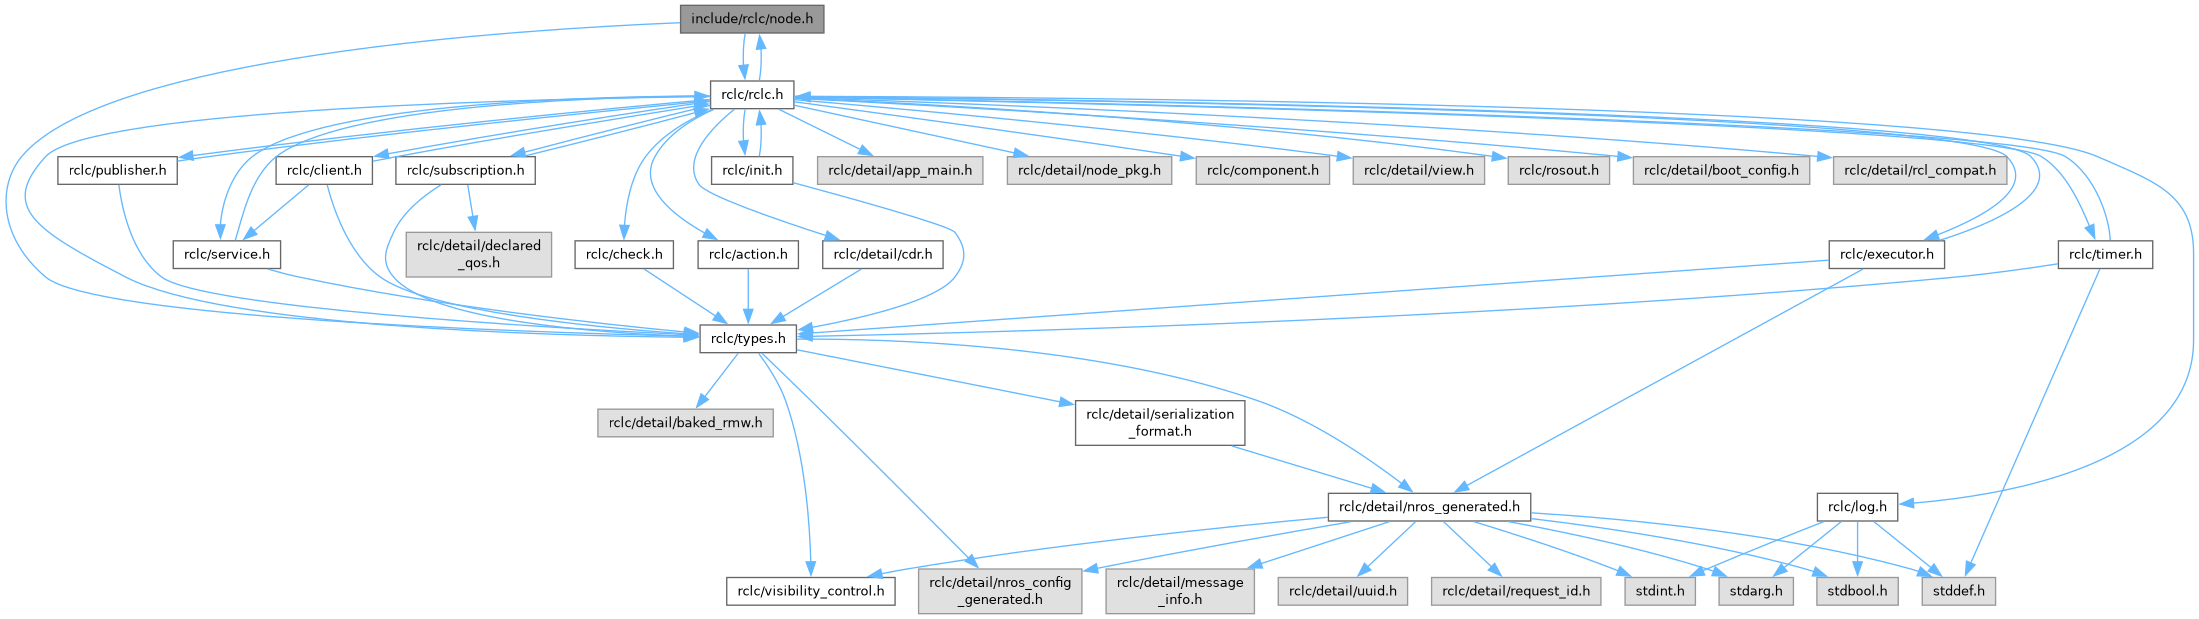 include/rclc/node.h
rclc/rclc.h
rclc/publisher.h
rclc/client.h
rclc/subscription.h
rclc/init.h
rclc/detail/app_main.h
rclc/detail/node_pkg.h
rclc/component.h
rclc/detail/view.h
rclc/rosout.h
rclc/detail/boot_config.h
rclc/detail/rcl_compat.h
rclc/service.h
rclc/detail/declared
_qos.h
rclc/check.h
rclc/action.h
rclc/detail/cdr.h
rclc/executor.h
rclc/timer.h
rclc/types.h
rclc/detail/baked_rmw.h
rclc/detail/serialization
_format.h
rclc/detail/nros_generated.h
rclc/log.h
rclc/visibility_control.h
rclc/detail/nros_config
_generated.h
rclc/detail/message
_info.h
rclc/detail/uuid.h
rclc/detail/request_id.h
stdint.h
stdarg.h
stdbool.h
stddef.h